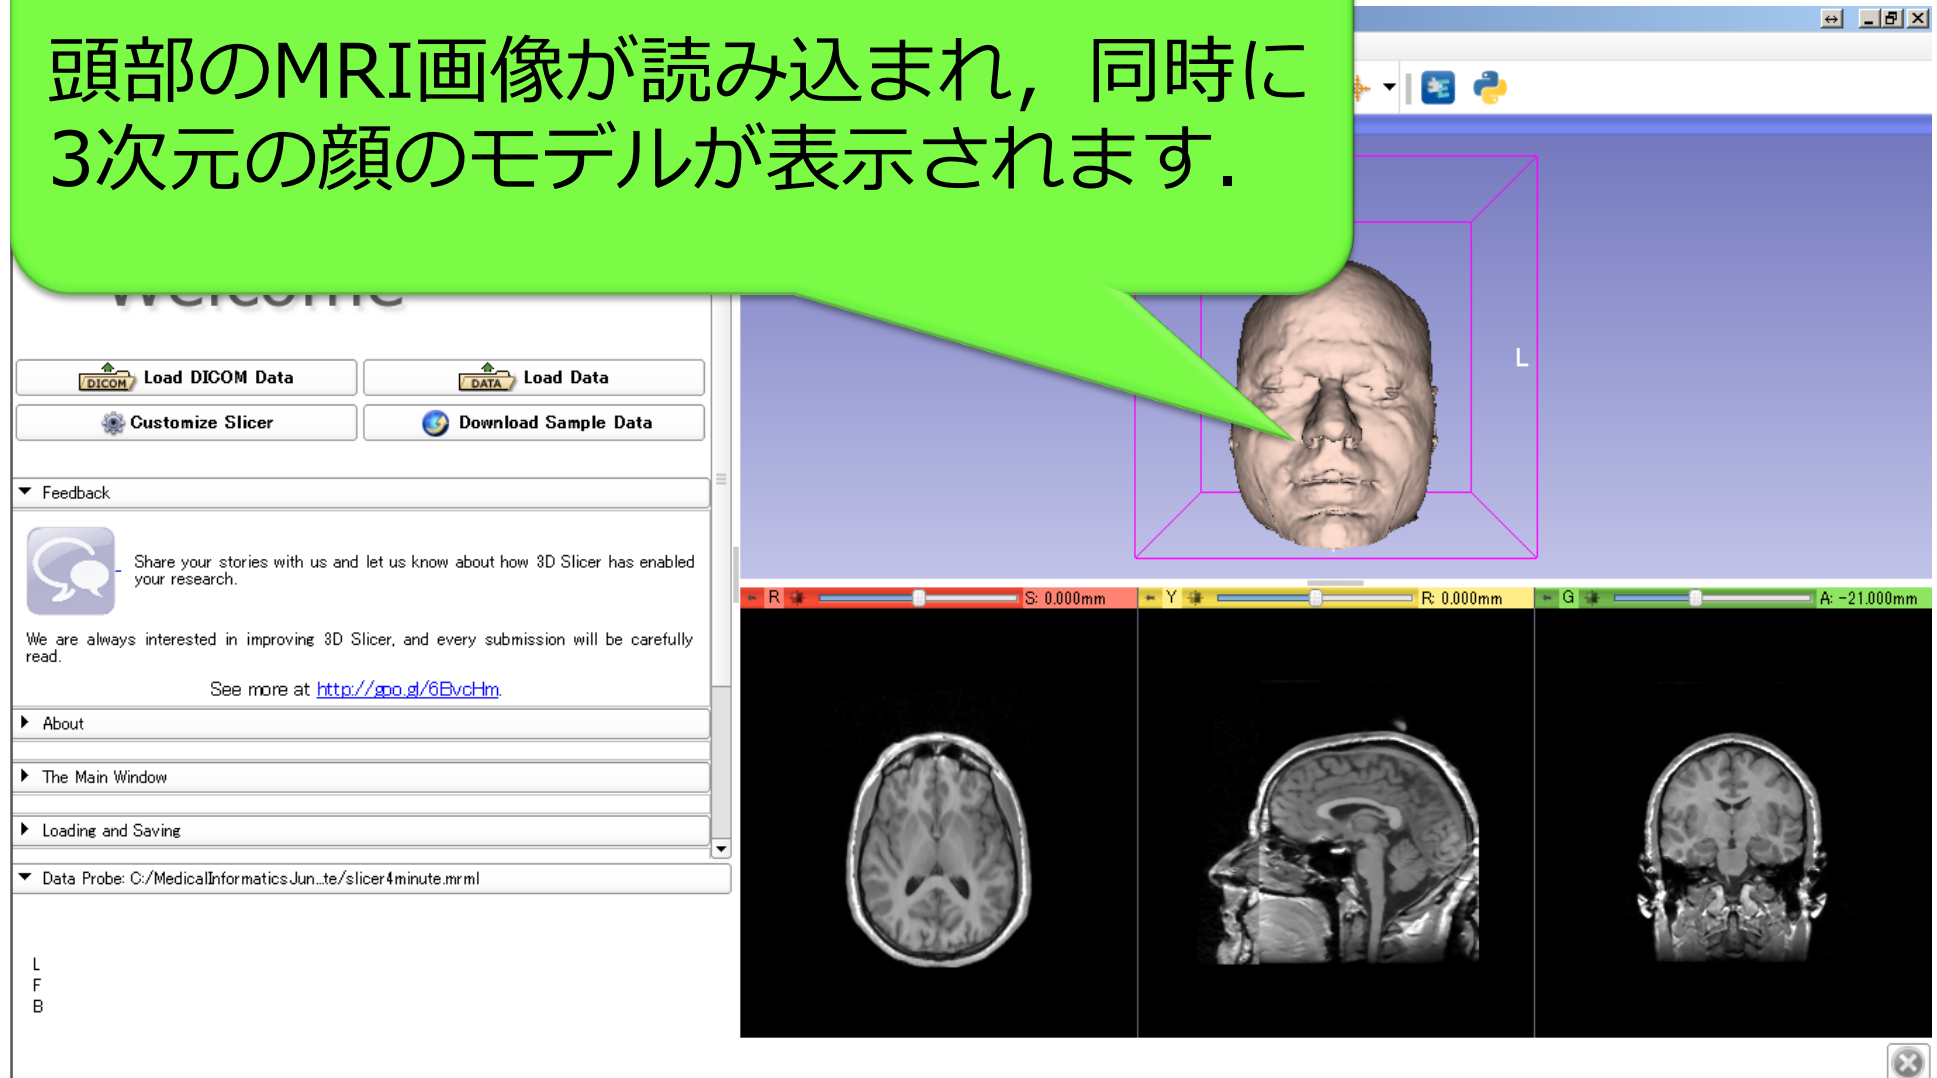 頭部のMRI画像が読み込まれ，同時に
3次元の顔のモデルが表示されます．
Welcome
DICOM Load DICOM Data
DATA Load Data
Customize Slicer
Download Sample Data
Feedback
Share your stories with us and let us know about how 3D Slicer has enabled
your research.
We are always interested in improving 3D Slicer, and every submission will be carefully
read.
See more at http://goo.gl/6BvcHm.
About
The Main Window
Loading and Saving
Data Probe: C:/MedicalInformaticsJun...te/slicer4minute.mrml
L
F
B
L
R S: 0.000mm
Y R: 0.000mm
G A: -21.000mm